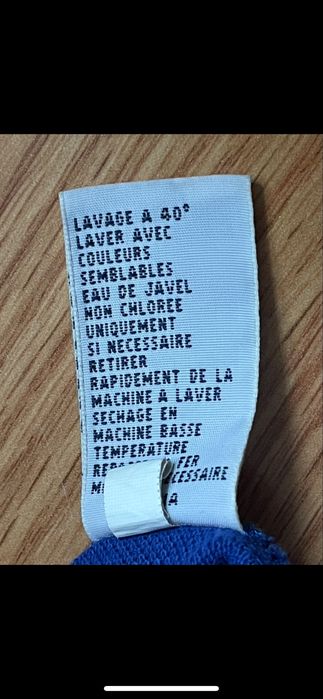 LAVAGE A 40°
LAVER AVEC
COULEURS
SEMBLABLES
EAU DE JAVEL
NON CHLOREE
UNIQUEMENT
SI NECESSAIRE
RETIRER
RAPIDEMENT DE LA
MACHINE A LAVER
SECHAGE EN
MACHINE BASSE
TEMPERATURE
FER